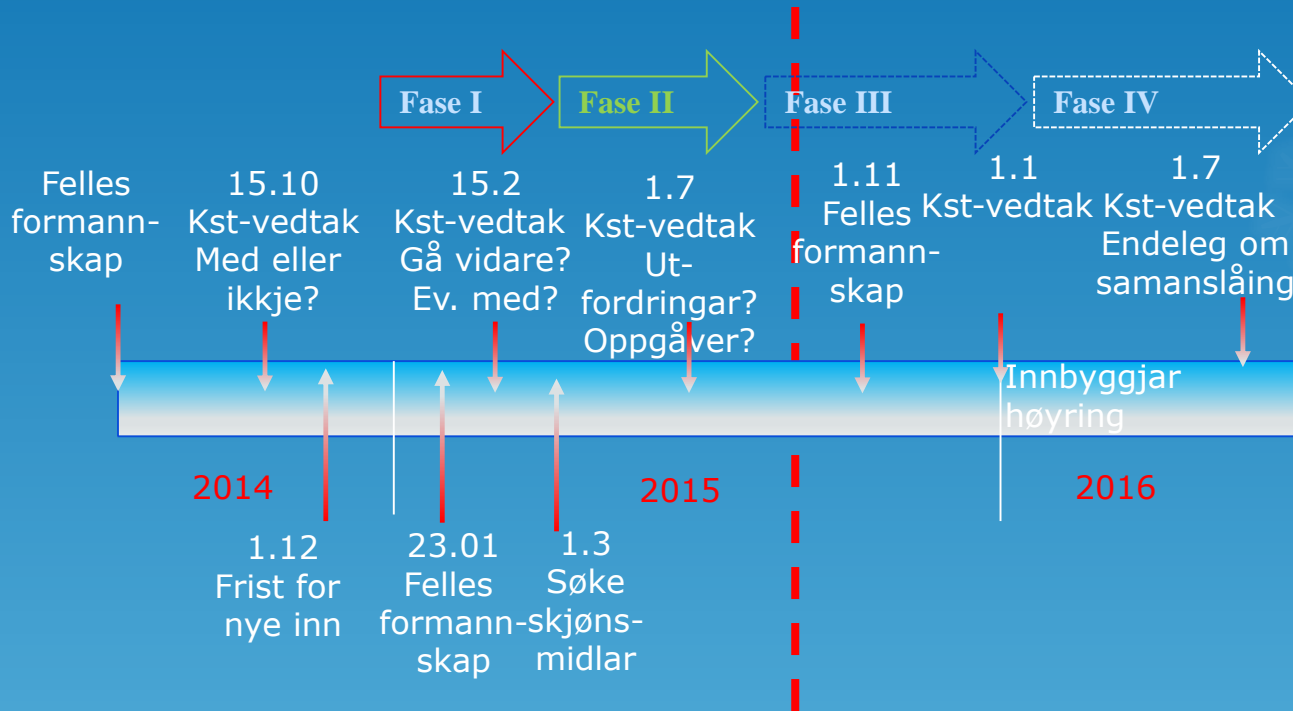 Fase I
Fase II
Fase III
Fase IV
Felles
formann-
skap
15.10
Kst-vedtak
Med eller
ikkje?
15.2
Kst-vedtak
Gå vidare?
Ev. med?
1.7
Kst-vedtak
Ut-
fordringar?
Oppgåver?
1.11
Felles
formann-
skap
1.1
Kst-vedtak
1.7
Kst-vedtak
Endeleg om
samanslåing
Innbyggjar
høyring
2014
2015
2016
1.12
Frist for
nye inn
23.01
Felles
formann-
skap
1.3
Søke
skjøns-
midlar